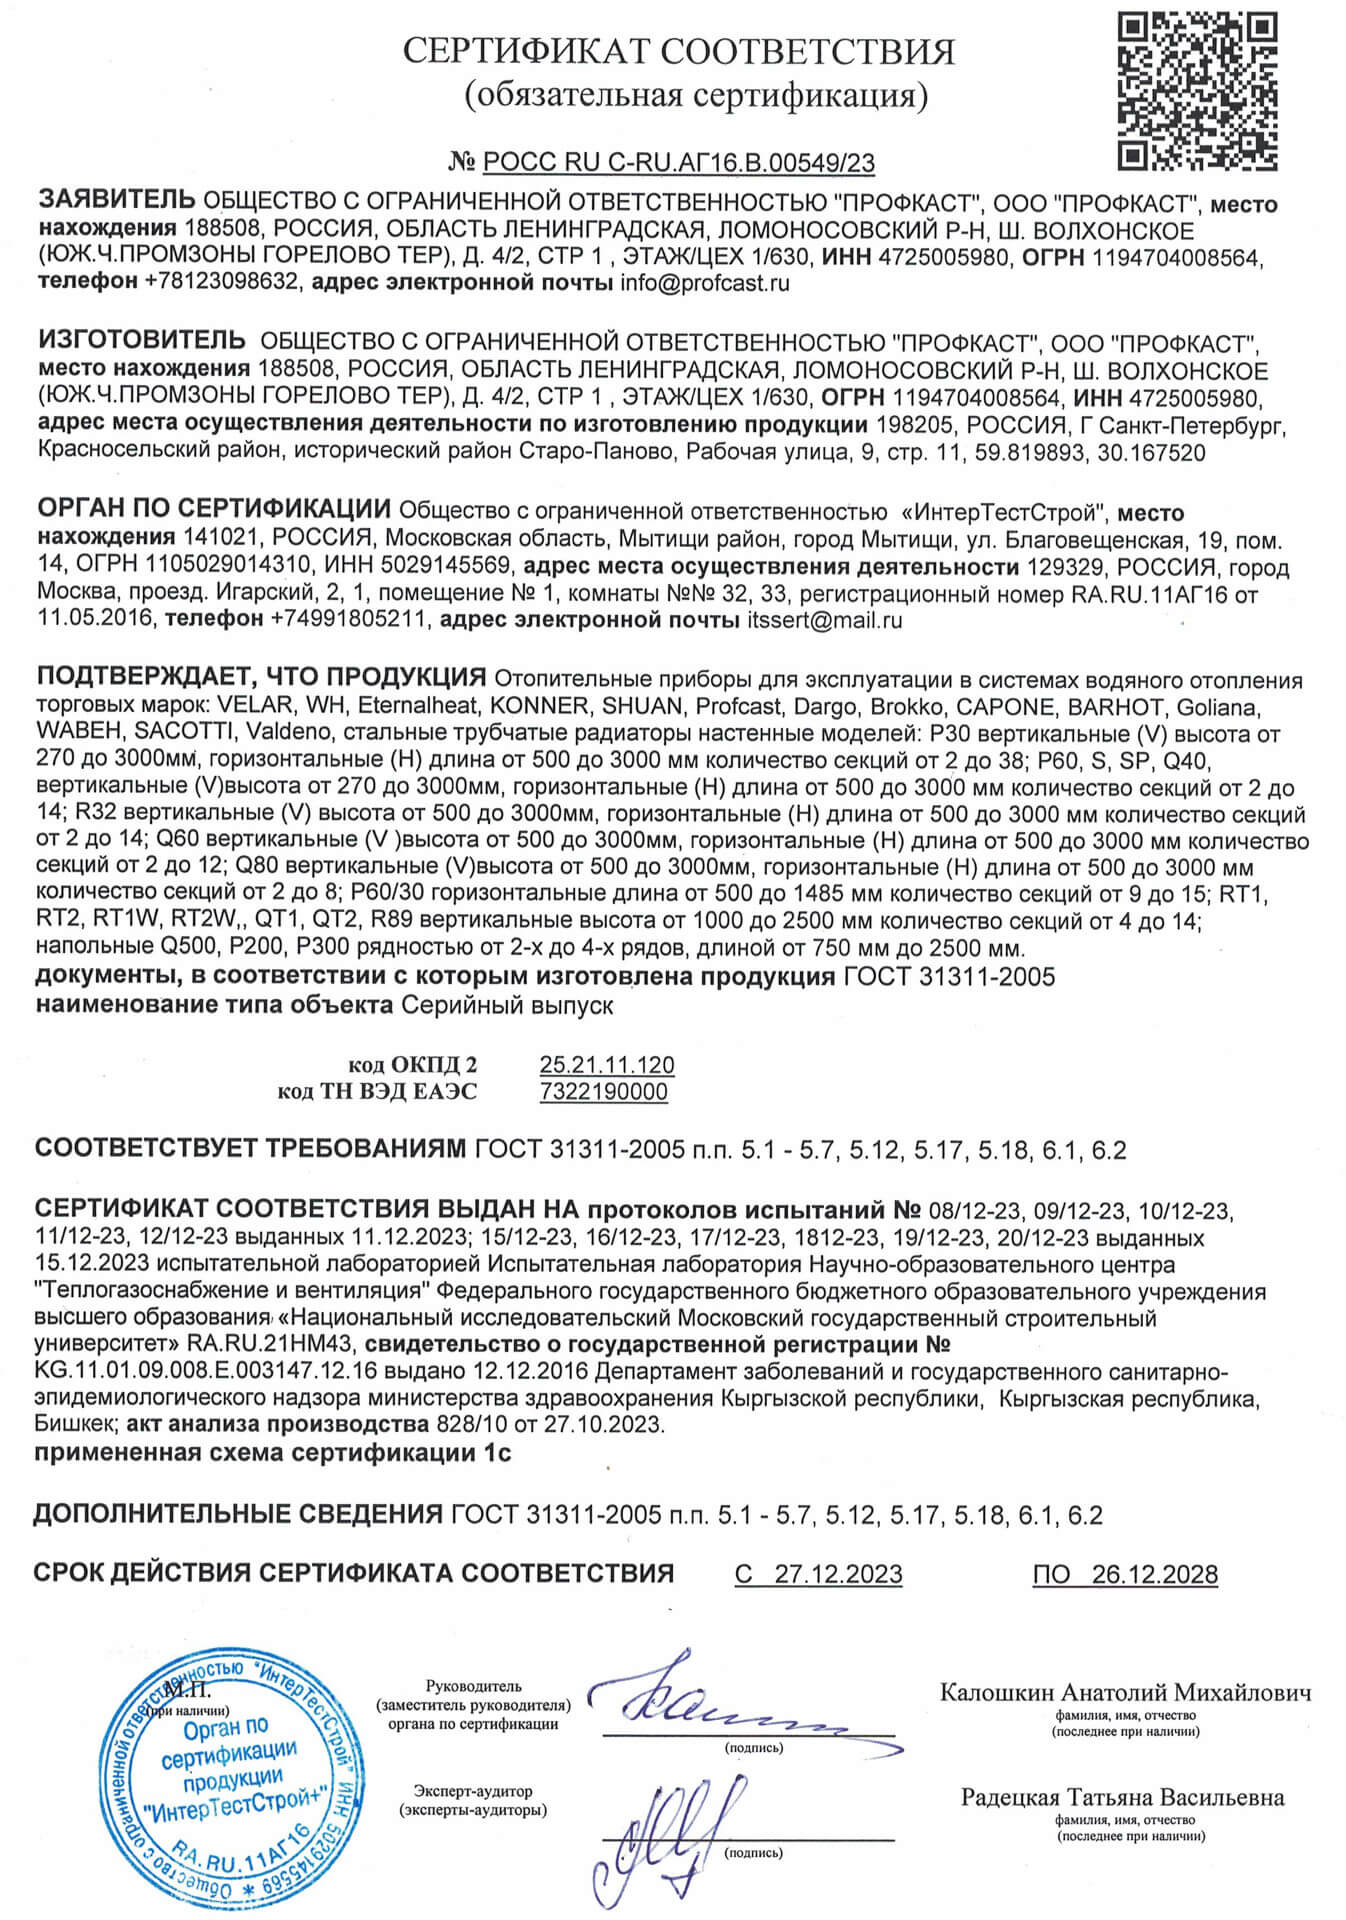 СЕРТИФИКАТ СООТВЕТСТВИЯ
(обязательная сертификация)
№ РОСС RU С-RU.АГ16.В.00549/23
ЗАЯВИТЕЛЬ ОБЩЕСТВО С ОГРАНИЧЕННОЙ ОТВЕТСТВЕННОСТЬЮ "ПРОФКАСТ", ООО "ПРОФКАСТ", место
нахождения 188508, РОССИЯ, ОБЛАСТЬ ЛЕНИНГРАДСКАЯ, ЛОМОНОСОВСКИЙ Р-Н, Ш. ВОЛХОНСКОЕ
(ЮЖ.Ч.ПРОМЗОНЫ ГОРЕЛОВО ТЕР), Д. 4/2, СТР 1 , ЭТАЖ/ЦЕХ 1/630, ИНН 4725005980, ОГРН 1194704008564,
телефон +78123098632, адрес электронной почты info@profcast.ru
ИЗГОТОВИТЕЛЬ ОБЩЕСТВО С ОГРАНИЧЕННОЙ ОТВЕТСТВЕННОСТЬЮ "ПРОФКАСТ", ООО "ПРОФКАСТ",
место нахождения 188508, РОССИЯ, ОБЛАСТЬ ЛЕНИНГРАДСКАЯ, ЛОМОНОСОВСКИЙ Р-Н, Ш. ВОЛХОНСКОЕ
(ЮЖ.Ч.ПРОМЗОНЫ ГОРЕЛОВО ТЕР), Д. 4/2, СТР 1 , ЭТАЖ/ЦЕХ 1/630, ОГРН 1194704008564, ИНН 4725005980,
адрес места осуществления деятельности по изготовлению продукции 198205, РОССИЯ, Г Санкт-Петербург,
Красносельский район, исторический район Старо-Паново, Рабочая улица, 9, стр. 11, 59.819893, 30.167520
ОРГАН ПО СЕРТИФИКАЦИИ Общество с ограниченной ответственностью «ИнтерТестСтрой", место
нахождения 141021, РОССИЯ, Московская область, Мытищи район, город Мытищи, ул. Благовещенская, 19, пом.
14, ОГРН 1105029014310, ИНН 5029145569, адрес места осуществления деятельности 129329, РОССИЯ, город
Москва, проезд. Игарский, 2, 1, помещение № 1, комнаты №№ 32, 33, регистрационный номер RA.RU.11АГ16 от
11.05.2016, телефон +74991805211, адрес электронной почты itssert@mail.ru
ПОДТВЕРЖДАЕТ, ЧТО ПРОДУКЦИЯ Отопительные приборы для эксплуатации в системах водяного отопления
торговых марок: VELAR, WH, Eternalheat, KONNER, SHUAN, Profcast, Dargo, Brokko, CAPONE, BARHOT, Goliana,
WABEH, SACOTTI, Valdeno, стальные трубчатые радиаторы настенные моделей: P30 вертикальные (V) высота от
270 до 3000мм, горизонтальные (H) длина от 500 до 3000 мм количество секций от 2 до 38; P60, S, SP, Q40,
вертикальные (V)высота от 270 до 3000мм, горизонтальные (H) длина от 500 до 3000 мм количество секций от 2 до
14; R32 вертикальные (V) высота от 500 до 3000мм, горизонтальные (H) длина от 500 до 3000 мм количество секций
от 2 до 14; Q60 вертикальные (V )высота от 500 до 3000мм, горизонтальные (H) длина от 500 до 3000 мм количество
секций от 2 до 12; Q80 вертикальные (V)высота от 500 до 3000мм, горизонтальные (H) длина от 500 до 3000 мм
количество секций от 2 до 8; P60/30 горизонтальные длина от 500 до 1485 мм количество секций от 9 до 15; RT1,
RT2, RT1W, RT2W,, QT1, QT2, R89 вертикальные высота от 1000 до 2500 мм количество секций от 4 до 14;
напольные Q500, P200, P300 рядностью от 2-х до 4-х рядов, длиной от 750 мм до 2500 мм.
документы, в соответствии с которым изготовлена продукция ГОСТ 31311-2005
наименование типа объекта Серийный выпуск
код ОКПД 2 25.21.11.120
код ТН ВЭД ЕАЭС 7322190000
СООТВЕТСТВУЕТ ТРЕБОВАНИЯМ ГОСТ 31311-2005 п.п. 5.1 - 5.7, 5.12, 5.17, 5.18, 6.1, 6.2
СЕРТИФИКАТ СООТВЕТСТВИЯ ВЫДАН НА протоколов испытаний № 08/12-23, 09/12-23, 10/12-23,
11/12-23, 12/12-23 выданных 11.12.2023; 15/12-23, 16/12-23, 17/12-23, 1812-23, 19/12-23, 20/12-23 выданных
15.12.2023 испытательной лабораторией Испытательная лаборатория Научно-образовательного центра
"Теплогазоснабжение и вентиляция" Федерального государственного бюджетного образовательного учреждения
высшего образования «Национальный исследовательский Московский государственный строительный
университет» RA.RU.21НМ43, свидетельство о государственной регистрации №
KG.11.01.09.008.E.003147.12.16 выдано 12.12.2016 Департамент заболеваний и государственного санитарно-
эпидемиологического надзора министерства здравоохранения Кыргызской республики, Кыргызская республика,
Бишкек; акт анализа производства 828/10 от 27.10.2023.
примененная схема сертификации 1с
ДОПОЛНИТЕЛЬНЫЕ СВЕДЕНИЯ ГОСТ 31311-2005 п.п. 5.1 - 5.7, 5.12, 5.17, 5.18, 6.1, 6.2
СРОК ДЕЙСТВИЯ СЕРТИФИКАТА СООТВЕТСТВИЯ С 27.12.2023 ПО 26.12.2028
М.П.
(при наличии)
Общество с ограниченной ответственностью "ИнтерТестСтрой" ИНН 5029145569 *
Орган по
сертификации
продукции
"ИнтерТестСтрой+"
RA.RU.11АГ16
Руководитель
(заместитель руководителя)
органа по сертификации
(подпись)
Калошкин Анатолий Михайлович
фамилия, имя, отчество
(последнее при наличии)
Эксперт-аудитор
(эксперты-аудиторы)
(подпись)
Радецкая Татьяна Васильевна
фамилия, имя, отчество
(последнее при наличии)